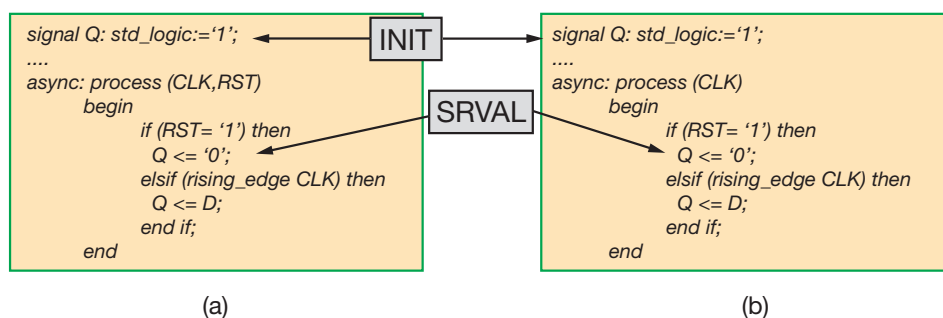 signal Q: std_logic:=‘1’;
....
async: process (CLK,RST)
begin
if (RST= ‘1’) then
Q <= ‘0’;
elsif (rising_edge CLK) then
Q <= D;
end if;
end
(a)
INIT
SRVAL
signal Q: std_logic:=‘1’;
....
async: process (CLK)
begin
if (RST= ‘1’) then
Q <= ‘0’;
elsif (rising_edge CLK) then
Q <= D;
end if;
end
(b)